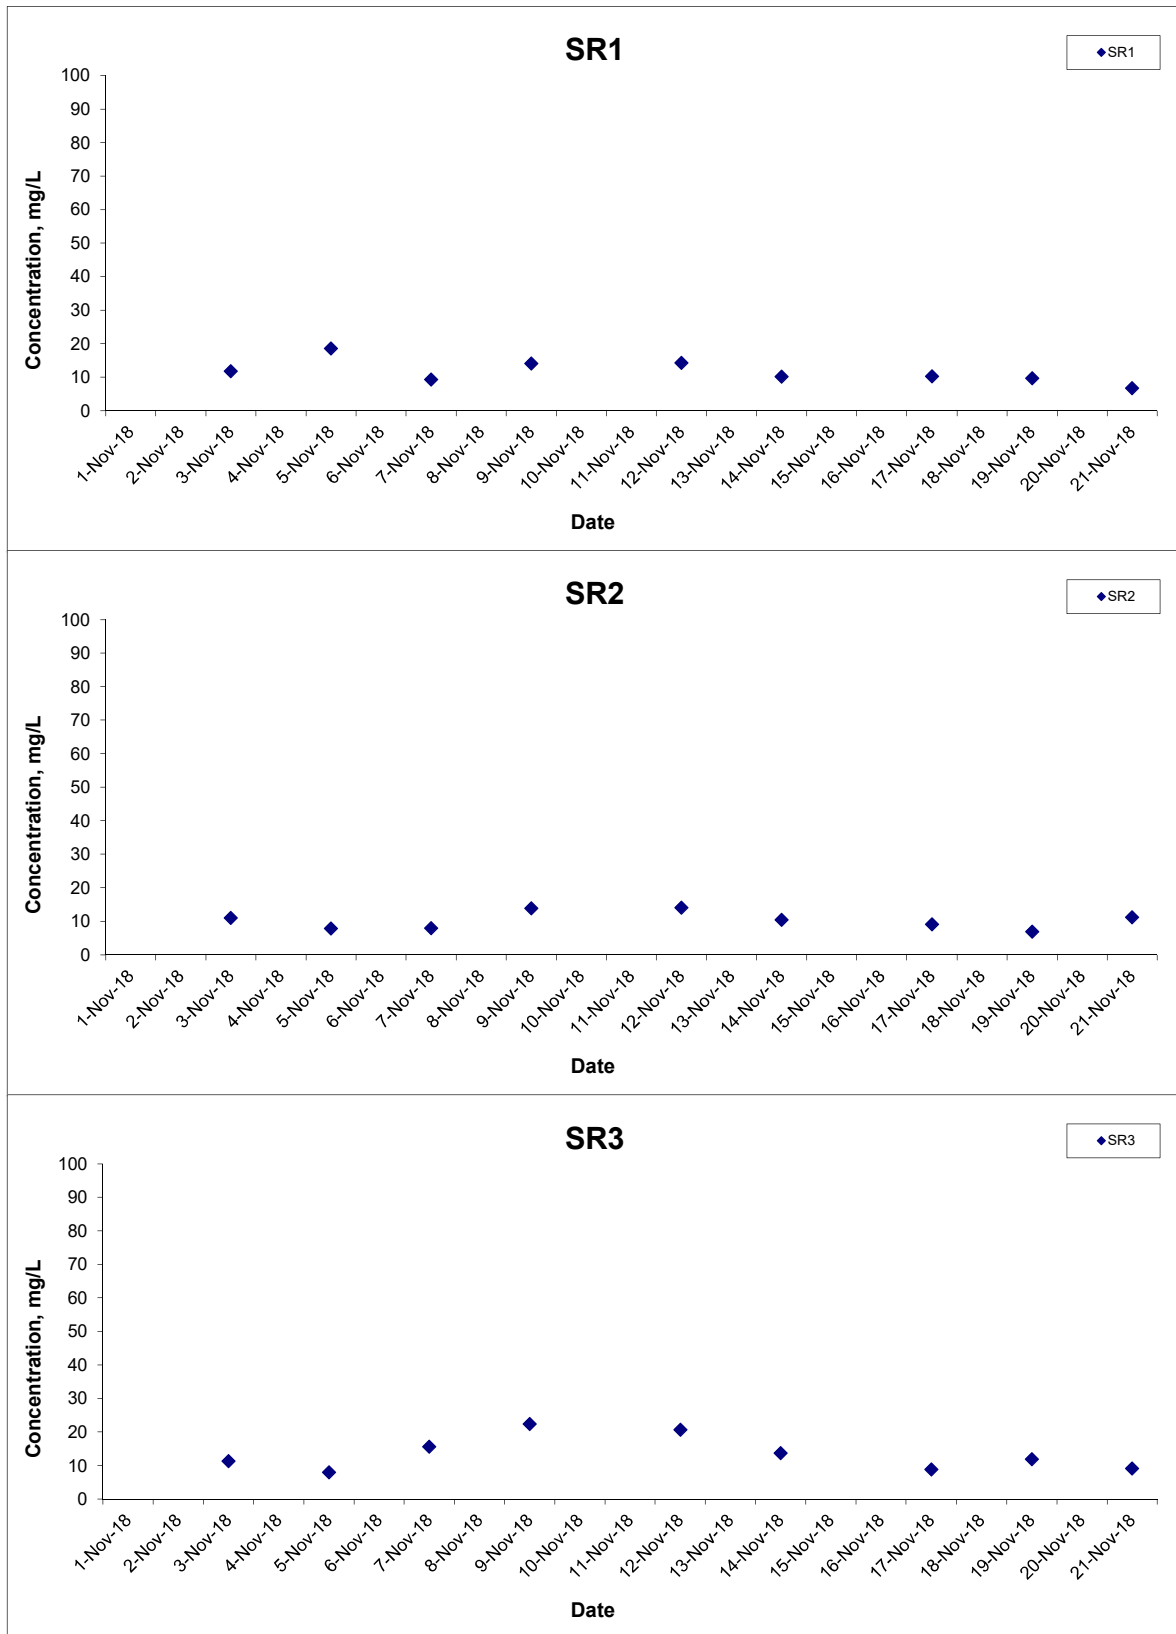 SR1
SR1
100
90
80
70
60
50
40
30
20
10
0
Concentration, mg/L
1-Nov-18
2-Nov-18
3-Nov-18
4-Nov-18
5-Nov-18
6-Nov-18
7-Nov-18
8-Nov-18
9-Nov-18
10-Nov-18
11-Nov-18
12-Nov-18
13-Nov-18
14-Nov-18
15-Nov-18
16-Nov-18
17-Nov-18
18-Nov-18
19-Nov-18
20-Nov-18
21-Nov-18
Date
SR2
SR2
100
90
80
70
60
50
40
30
20
10
0
Concentration, mg/L
1-Nov-18
2-Nov-18
3-Nov-18
4-Nov-18
5-Nov-18
6-Nov-18
7-Nov-18
8-Nov-18
9-Nov-18
10-Nov-18
11-Nov-18
12-Nov-18
13-Nov-18
14-Nov-18
15-Nov-18
16-Nov-18
17-Nov-18
18-Nov-18
19-Nov-18
20-Nov-18
21-Nov-18
Date
SR3
SR3
100
90
80
70
60
50
40
30
20
10
0
Concentration, mg/L
1-Nov-18
2-Nov-18
3-Nov-18
4-Nov-18
5-Nov-18
6-Nov-18
7-Nov-18
8-Nov-18
9-Nov-18
10-Nov-18
11-Nov-18
12-Nov-18
13-Nov-18
14-Nov-18
15-Nov-18
16-Nov-18
17-Nov-18
18-Nov-18
19-Nov-18
20-Nov-18
21-Nov-18
Date